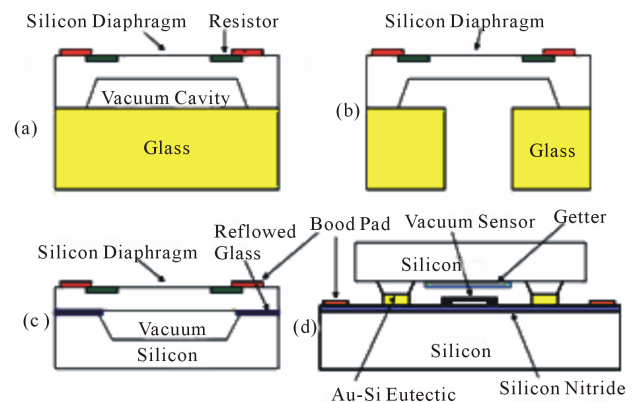 Silicon Diaphragm
Resistor
Vacuum Cavity
(a)
Glass
Silicon Diaphragm
(b)
Glass
Reflowed
Glass
Bood Pad
Silicon Diaphragm
(c)
Vacuum
Silicon
Vacuum Sensor
Getter
Silicon
(d)
Silicon
Au-Si Eutectic
Silicon Nitride